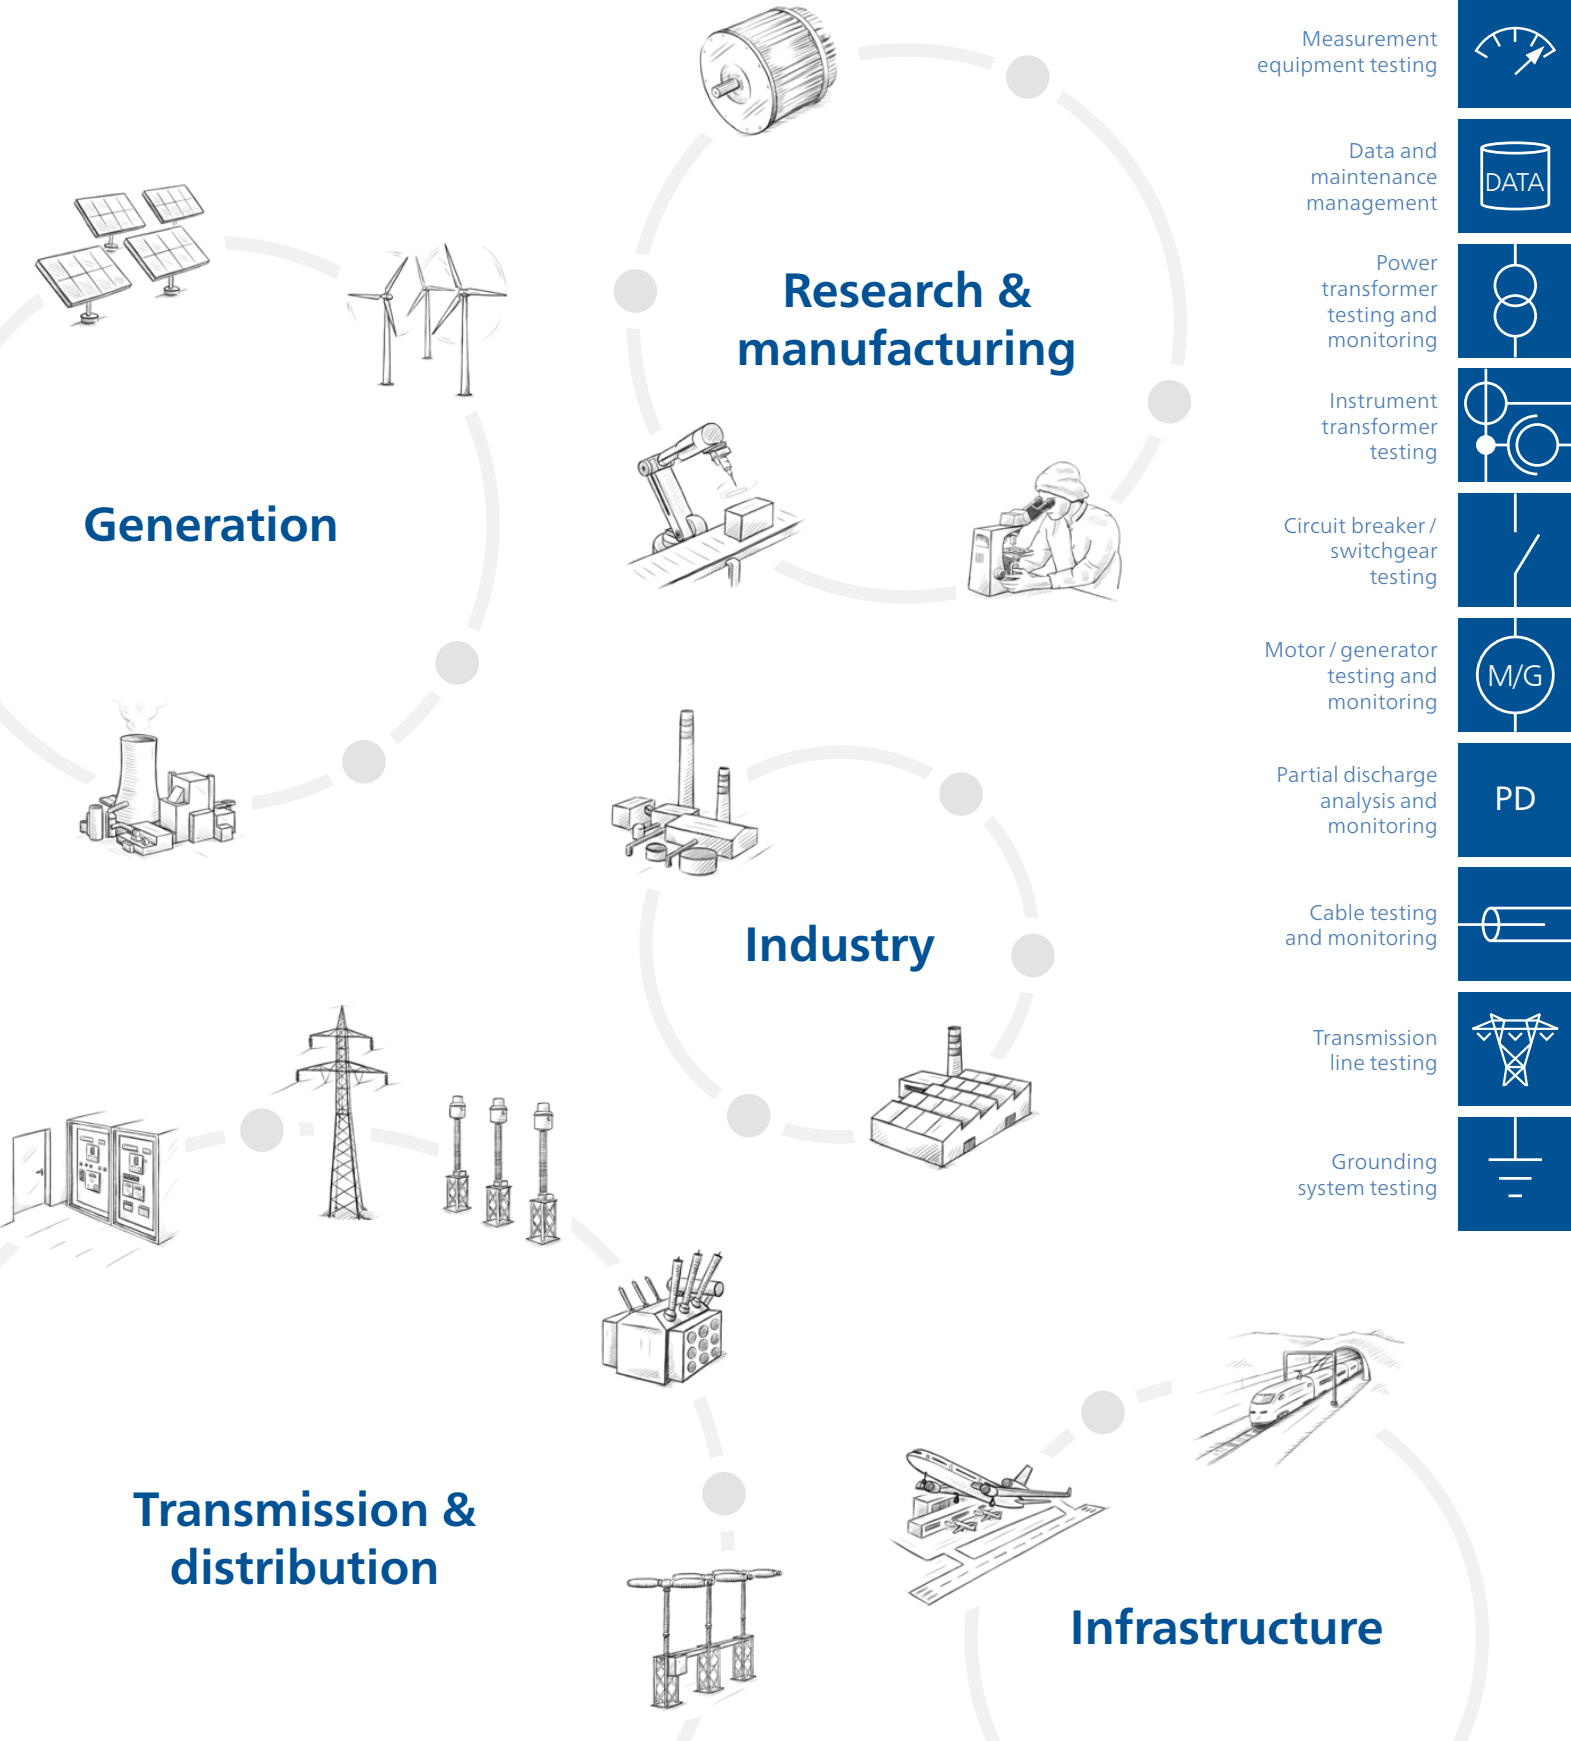 Measurement
equipment testing
Data and
maintenance
management
DATA
Power
transformer
testing and
monitoring
Instrument
transformer
testing
Circuit breaker /
switchgear
testing
Motor / generator
testing and
monitoring
M/G
Partial discharge
analysis and
monitoring
PD
Cable testing
and monitoring
Transmission
line testing
Grounding
system testing
Research &
manufacturing
Generation
Industry
Transmission &
distribution
Infrastructure